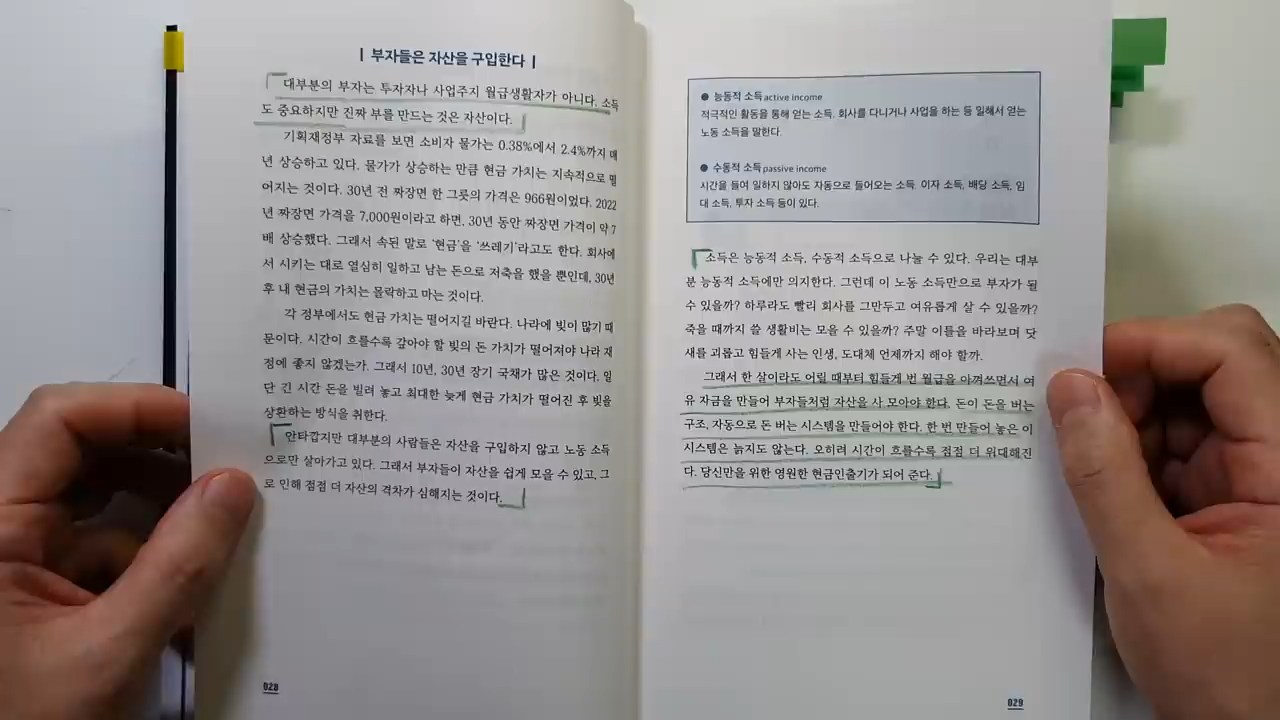 | 부자들은 자산을 구입한다 |
대부분의 부자는 투자자나 사업주지 월급생활자가 아니다. 소득
도 중요하지만 진짜 부를 만드는 것은 자산이다.
기획재정부 자료를 보면 소비자 물가는 0.38%에서 2.4%까지 매
년 상승하고 있다. 물가가 상승하는 만큼 현금 가치는 지속적으로 떨
어지는 것이다. 30년 전 짜장면 한 그릇의 가격은 966원이었다. 2022
년 짜장면 가격을 7,000원이라고 하면, 30년 동안 짜장면 가격이 약 7
배 상승했다. 그래서 속된 말로 '현금'을 '쓰레기'라고도 한다. 회사에
서 시키는 대로 열심히 일하고 남는 돈으로 저축을 했을 뿐인데, 30년
후 내 현금의 가치는 몰락하고 마는 것이다.
각 정부에서도 현금 가치는 떨어지길 바란다. 나라에 빚이 많기 때
문이다. 시간이 흐를수록 갚아야 할 빚의 돈 가치가 떨어져야 나라 재
정에 좋지 않겠는가. 그래서 10년, 30년 장기 국채가 많은 것이다. 일
단 긴 시간 돈을 빌려 놓고 최대한 늦게 현금 가치가 떨어진 후 빚을
상환하는 방식을 취한다.
안타깝지만 대부분의 사람들은 자산을 구입하지 않고 노동 소득
으로만 살아가고 있다. 그래서 부자들이 자산을 쉽게 모을 수 있고, 그
로 인해 점점 더 자산의 격차가 심해지는 것이다.
028
● 능동적 소득 active income
적극적인 활동을 통해 얻는 소득. 회사를 다니거나 사업을 하는 등 일해서 얻는
노동 소득을 말한다.
● 수동적 소득 passive income
시간을 들여 일하지 않아도 자동으로 들어오는 소득. 이자 소득, 배당 소득, 임
대 소득, 투자 소득 등이 있다.
소득은 능동적 소득, 수동적 소득으로 나눌 수 있다. 우리는 대부
분 능동적 소득에만 의지한다. 그런데 이 노동 소득만으로 부자가 될
수 있을까? 하루라도 빨리 회사를 그만두고 여유롭게 살 수 있을까?
죽을 때까지 쓸 생활비는 모을 수 있을까? 주말 이틀을 바라보며 닷
새를 괴롭고 힘들게 사는 인생, 도대체 언제까지 해야 할까.
그래서 한 살이라도 어릴 때부터 힘들게 번 월급을 아껴쓰면서 여
유 자금을 만들어 부자들처럼 자산을 사 모아야 한다. 돈이 돈을 버는
구조, 자동으로 돈 버는 시스템을 만들어야 한다. 한 번 만들어 놓은 이
시스템은 늙지도 않는다. 오히려 시간이 흐를수록 점점 더 위대해진
다. 당신만을 위한 영원한 현금인출기가 되어 준다.
029